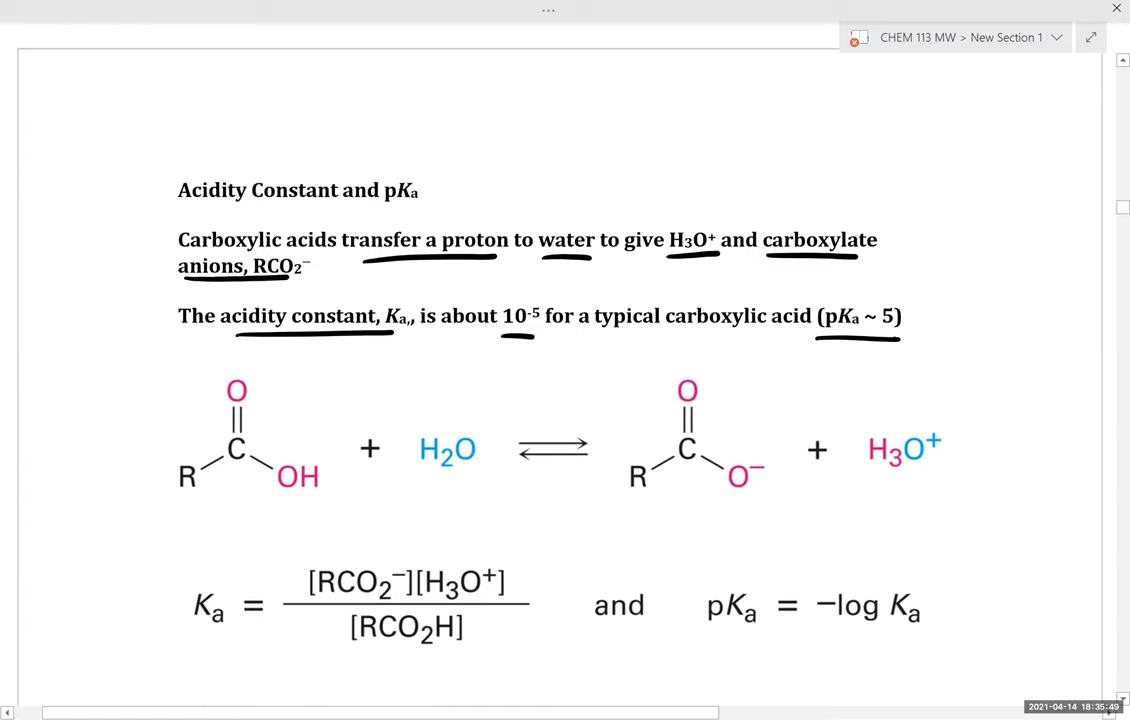 ...
CHEM 113 MW > New Section 1
Acidity Constant and pKa
Carboxylic acids transfer a proton to water to give H3O+ and carboxylate
anions, RCO2−
The acidity constant, Ka,, is about 10-5 for a typical carboxylic acid (pKa ~ 5)
O O
C + H2O ⇌ C + H3O+
R OH R O−
[RCO2−][H3O+]
Ka = and pKa = −log Ka
[RCO2H]
2021-04-14 18:35:49